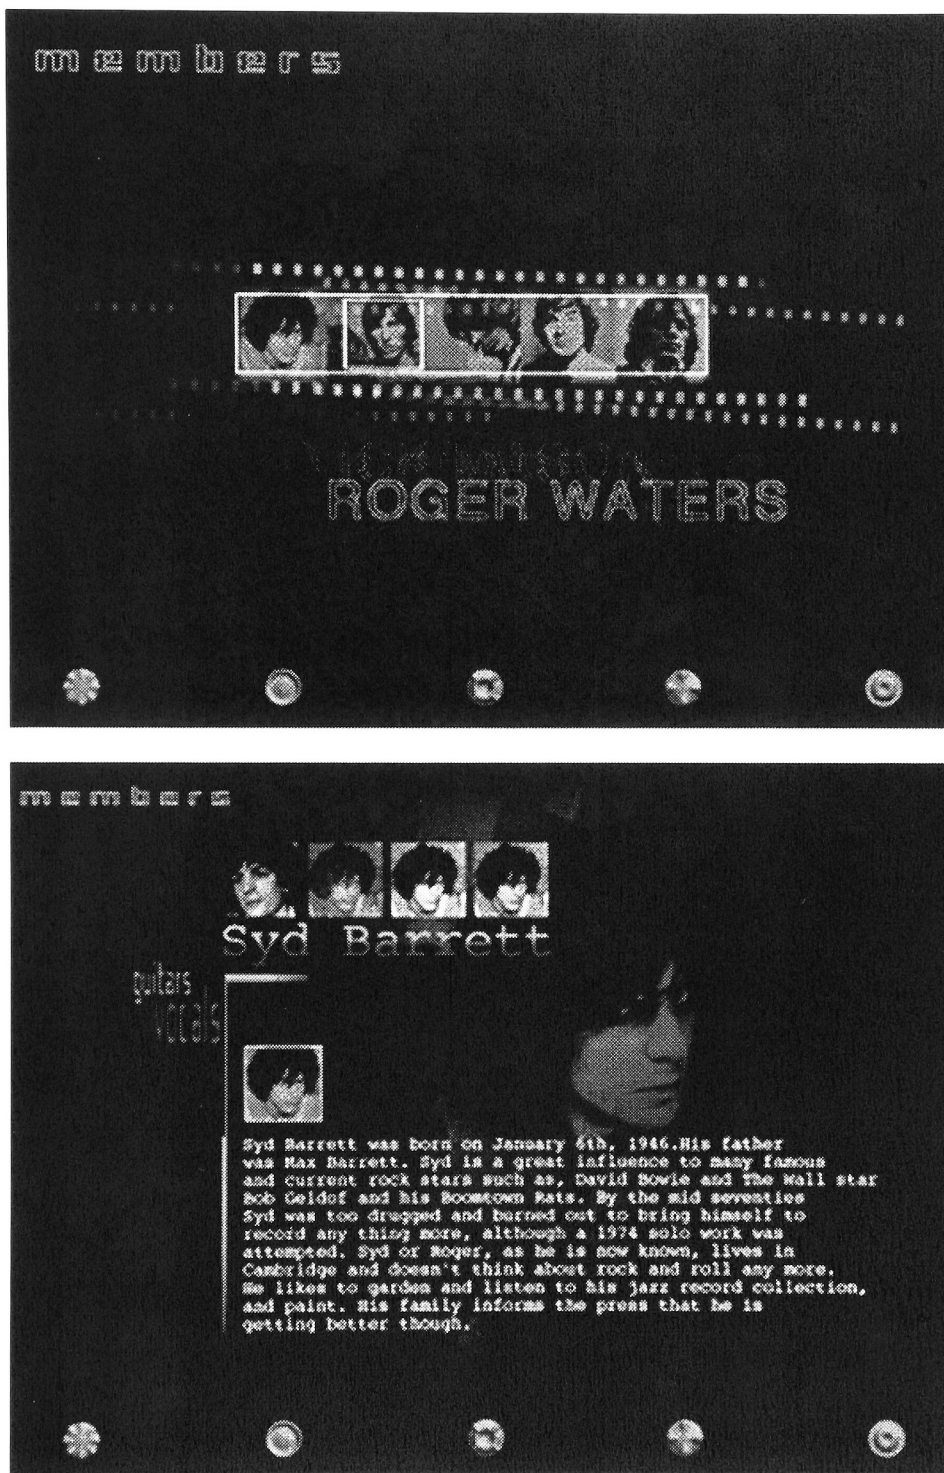 members
ROGER WATERS
members
Syd Barrett
guitars
vocals
Syd Barrett was born on January 6th, 1946.His father
was Max Barrett. Syd is a great influence to many famous
and current rock stars such as, David Bowie and The Wall star
Bob Geldof and his Boomtown Rats. By the mid seventies
Syd was too drugged and burned out to bring himself to
record any thing more, although a 1974 solo work was
attempted. Syd or Roger, as he is now known, lives in
Cambridge and doesn't think about rock and roll any more.
He likes to garden and listen to his jazz record collection,
and paint. His family informs the press that he is
getting better though.